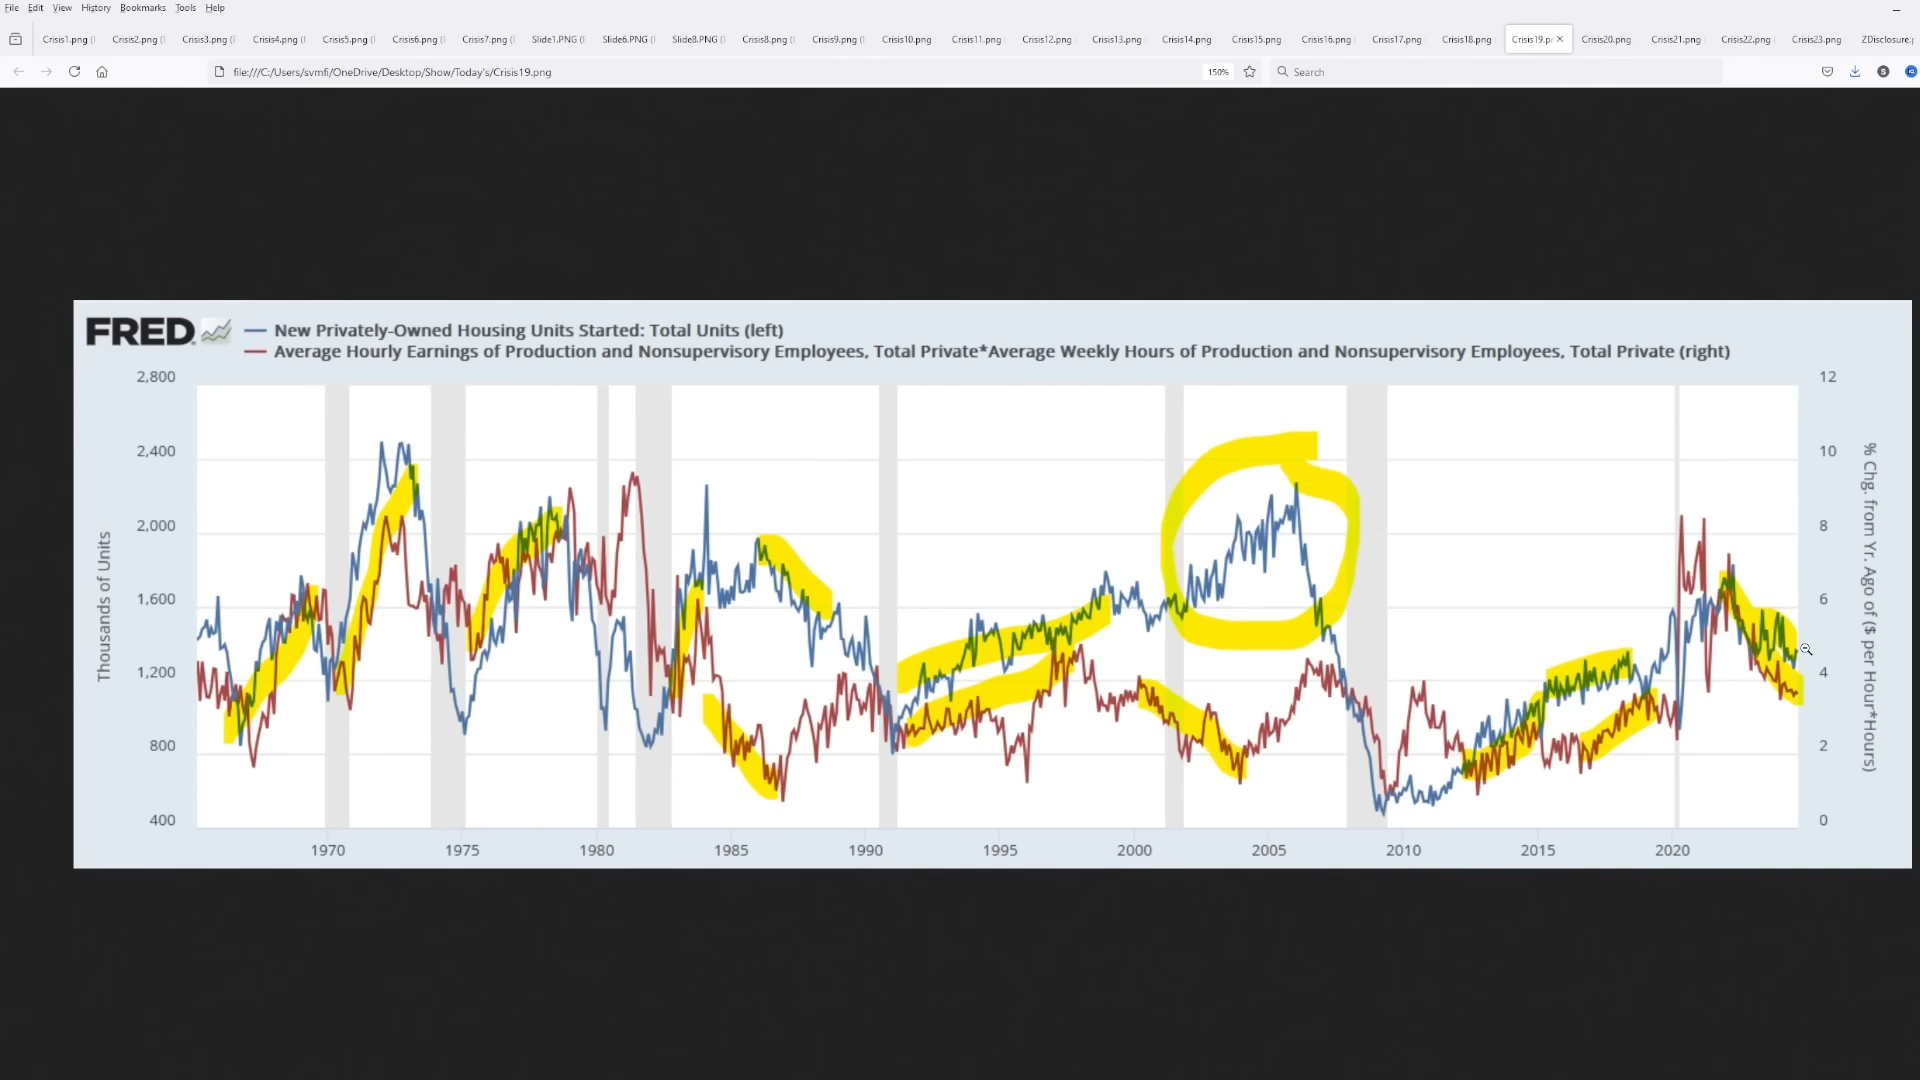 File Edit View History Bookmarks Tools Help
Crisis1.png ( Crisis2.png ( Crisis3.png ( Crisis4.png ( Crisis5.png ( Crisis6.png ( Crisis7.png ( Slide1.PNG ( Slide6.PNG ( Slide8.PNG ( Crisis8.png ( Crisis9.png ( Crisis10.png Crisis11.png Crisis12.png Crisis13.png Crisis14.png Crisis15.png Crisis16.png Crisis17.png Crisis18.png Crisis19.p Crisis20.png Crisis21.png Crisis22.png Crisis23.png ZDisclosure.p
file:///C:/Users/svmfi/OneDrive/Desktop/Show/Today's/Crisis19.png 150% Search S
FRED
New Privately-Owned Housing Units Started: Total Units (left)
Average Hourly Earnings of Production and Nonsupervisory Employees, Total Private*Average Weekly Hours of Production and Nonsupervisory Employees, Total Private (right)
2,800 12
2,400 10
2,000 8
1,600 6
1,200 4
800 2
400 0
Thousands of Units
% Chg. from Yr. Ago of ($ per Hour*Hours)
1970 1975 1980 1985 1990 1995 2000 2005 2010 2015 2020